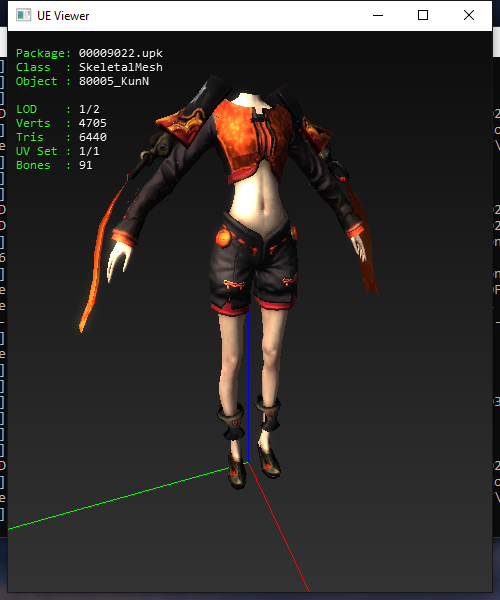 UE Viewer
Package: 00009022.upk
Class : SkeletalMesh
Object : 80005_KunN
LOD : 1/2
Verts : 4705
Tris : 6440
UV Set : 1/1
Bones : 91